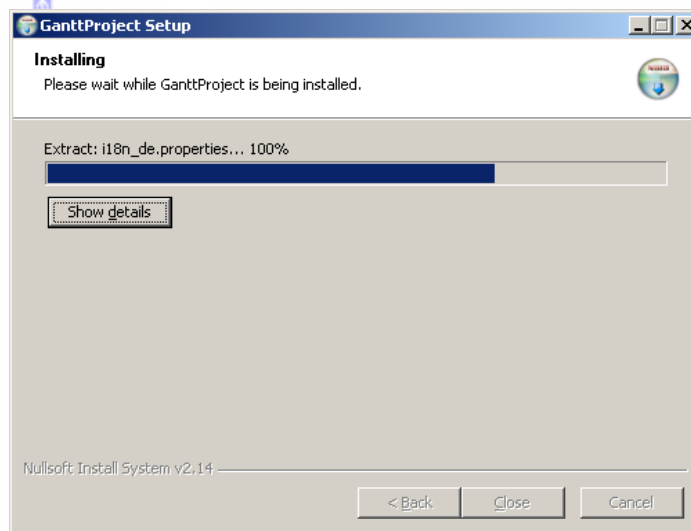 GanttProject Setup
Installing
Please wait while GanttProject is being installed.
Extract: i18n_de.properties... 100%
Show details
Nullsoft Install System v2.14
< Back
Close
Cancel